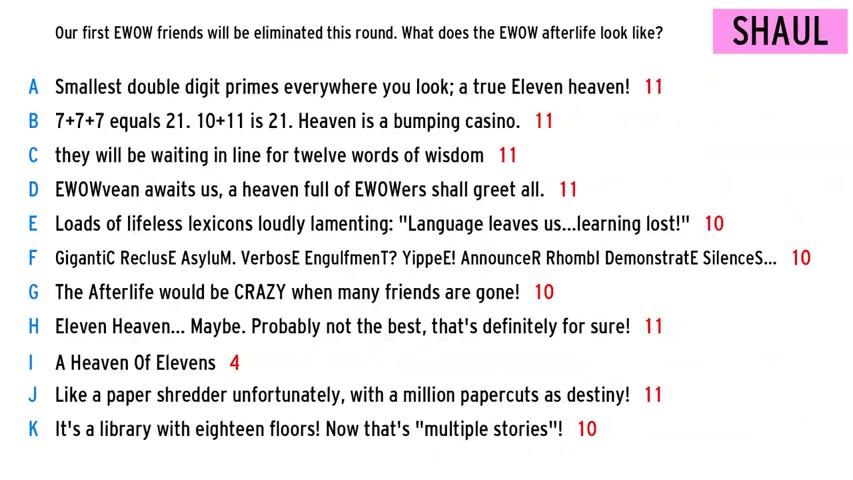 Our first EWOW friends will be eliminated this round. What does the EWOW afterlife look like?
SHAUL
A Smallest double digit primes everywhere you look; a true Eleven heaven! 11
B 7+7+7 equals 21. 10+11 is 21. Heaven is a bumping casino. 11
C they will be waiting in line for twelve words of wisdom 11
D EWOWvean awaits us, a heaven full of EWOWers shall greet all. 11
E Loads of lifeless lexicons loudly lamenting: "Language leaves us...learning lost!" 10
F GigantiC ReclusE AsyluM. VerbosE EngulfmenT? YippeE! AnnounceR RhombI DemonstratE SilenceS... 10
G The Afterlife would be CRAZY when many friends are gone! 10
H Eleven Heaven... Maybe. Probably not the best, that's definitely for sure! 11
I A Heaven Of Elevens 4
J Like a paper shredder unfortunately, with a million papercuts as destiny! 11
K It's a library with eighteen floors! Now that's "multiple stories"! 10